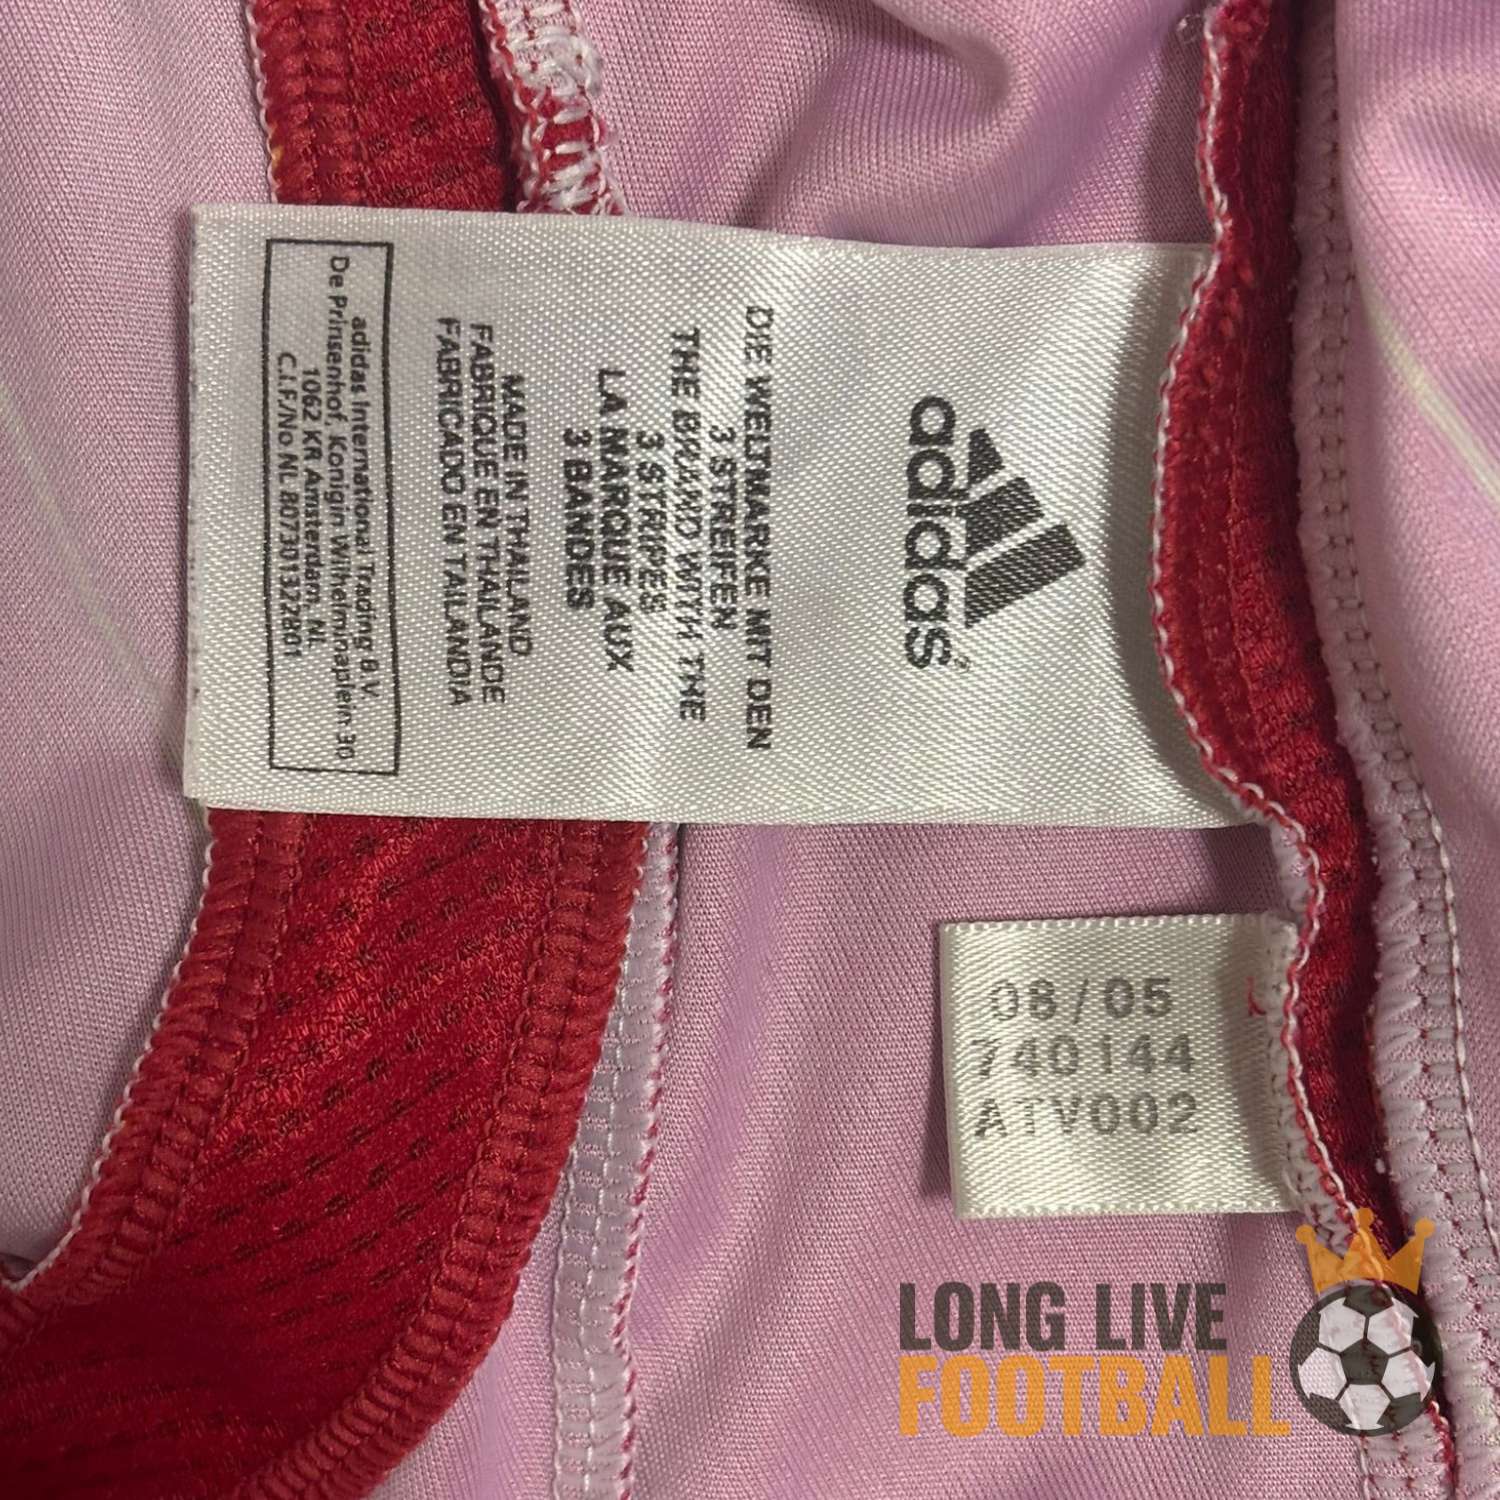 adidas
DIE WELTMARKE MIT DEN
3 STREIFEN
THE BRAND WITH THE
3 STRIPES
LA MARQUE AUX
3 BANDES
MADE IN THAILAND
FABRIQUE EN THAILANDE
FABRICADO EN TAILANDIA
adidas International Trading B.V.
De Prinsenhof, Konigin Wilhelminaplein 30
1062 KR Amsterdam. NL
C.I.F./No NL 807301322B01
08/05
740144
ATV002
LONG LIVE
FOOTBALL